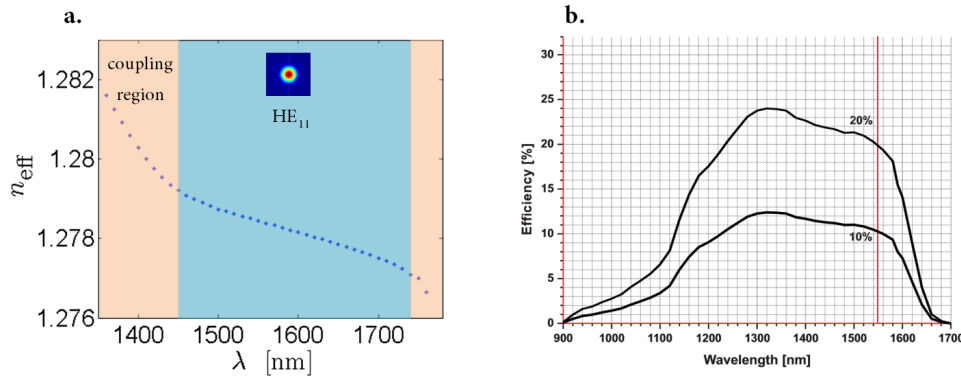 a.
coupling
region
HE11
1.282
1.28
1.278
1.276
neff
1400
1500
1600
1700
λ [nm]
b.
30
25
20
15
10
5
0
Efficiency [%]
20%
10%
900
1000
1100
1200
1300
1400
1500
1600
1700
Wavelength [nm]